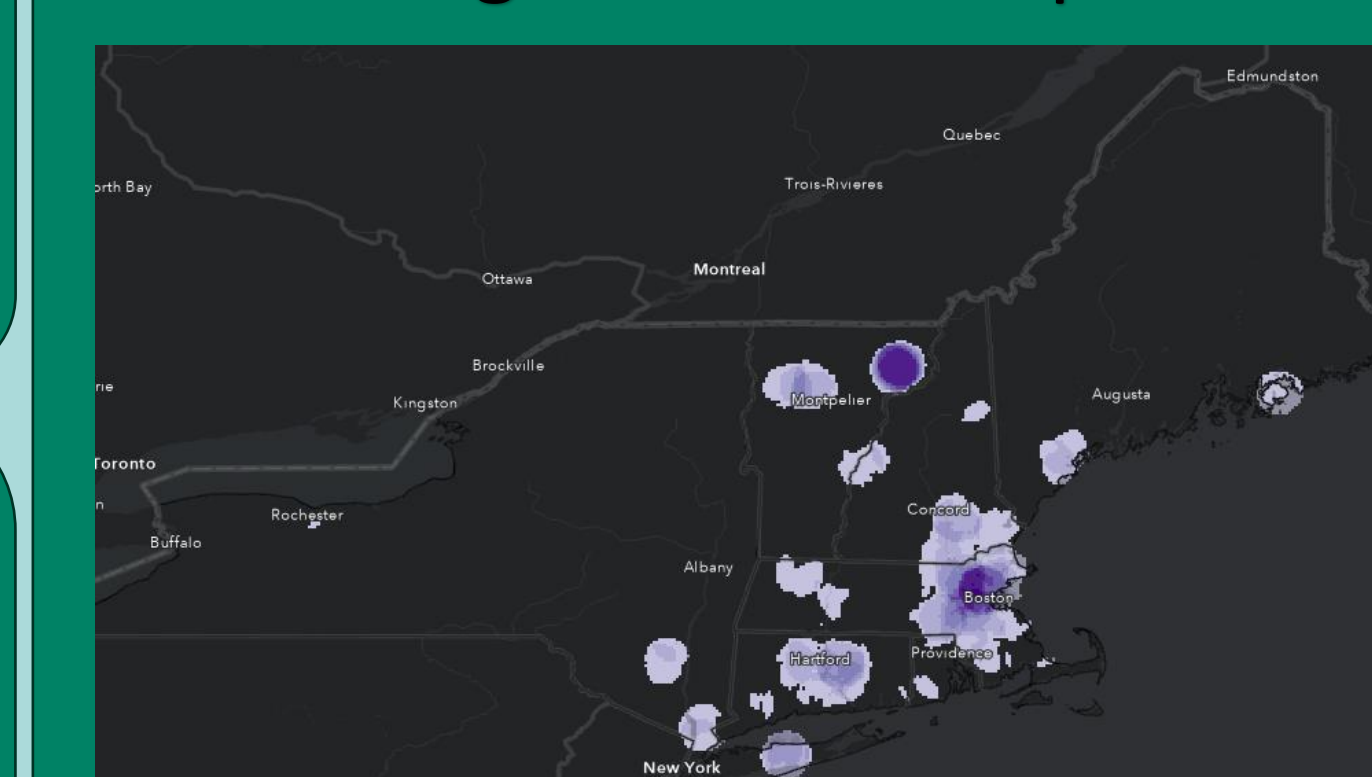 Edmundston
Quebec
Trois-Rivieres
orth Bay
Montreal
Ottawa
Brockville
rie
Montpelier
Augusta
Kingston
Toronto
n
Concord
Rochester
Buffalo
Albany
Boston
Providence
Hartford
New York